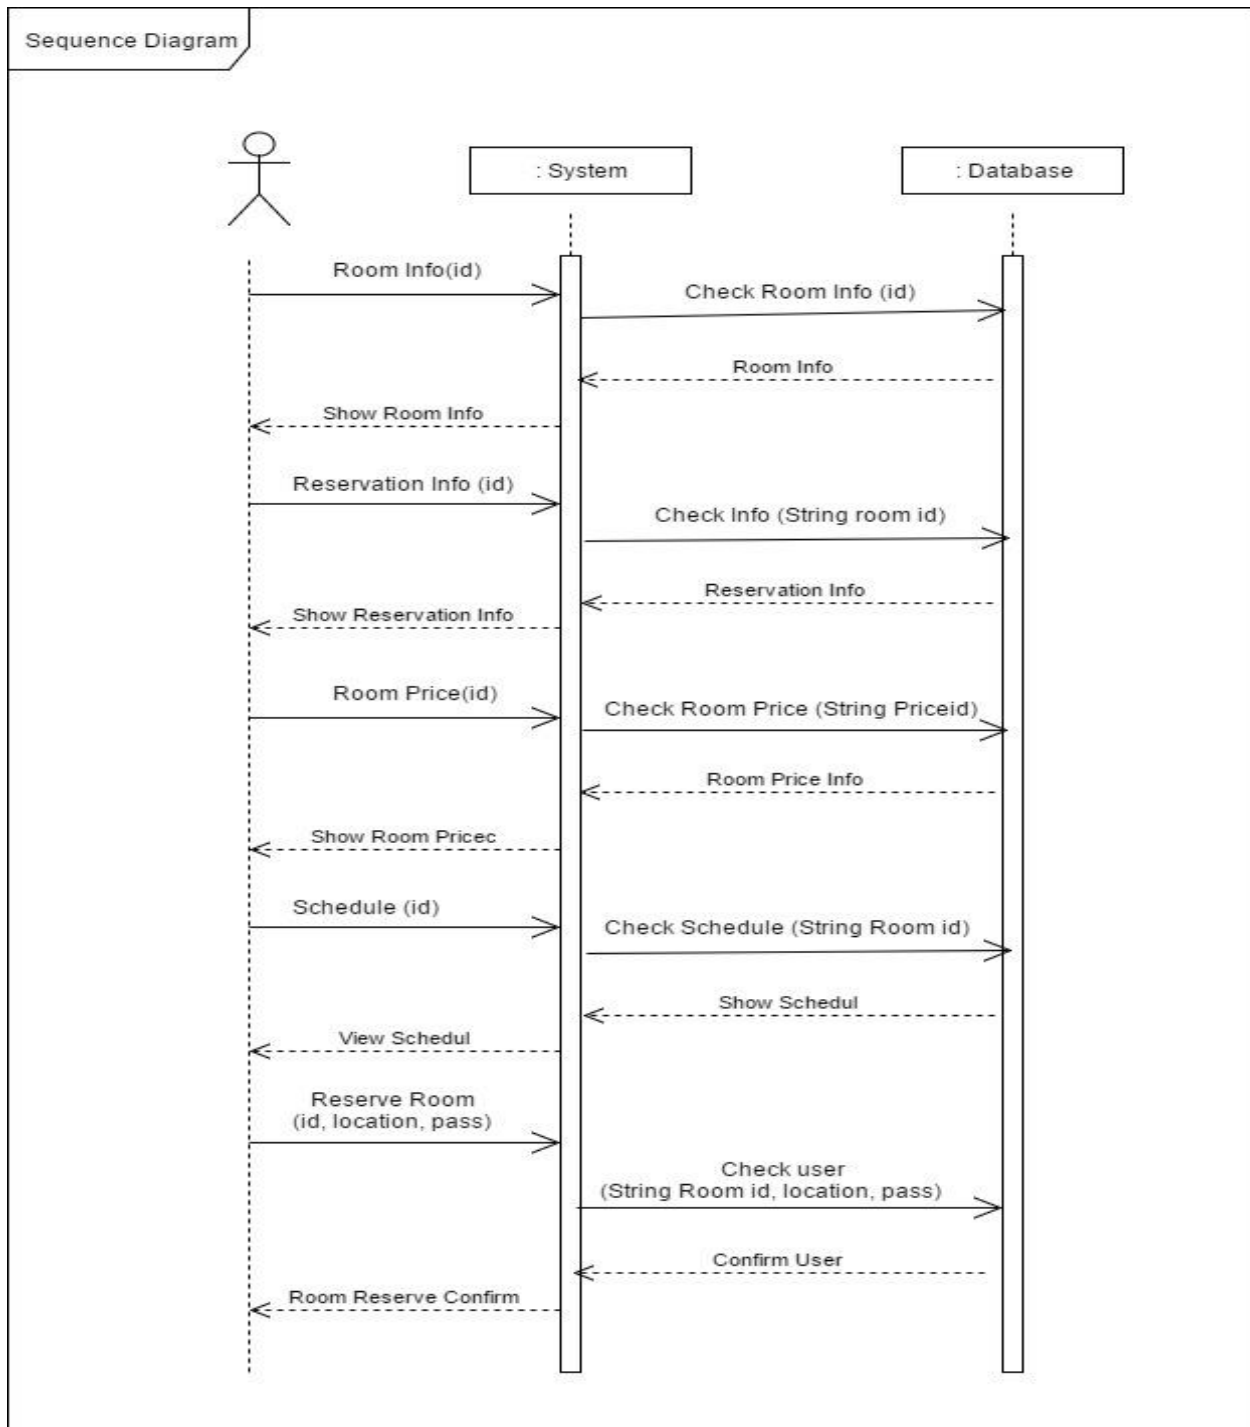 Sequence Diagram
: System
: Database
Room Info(id)
Check Room Info (id)
Room Info
Show Room Info
Reservation Info (id)
Check Info (String room id)
Reservation Info
Show Reservation Info
Room Price(id)
Check Room Price (String Priceid)
Room Price Info
Show Room Pricec
Schedule (id)
Check Schedule (String Room id)
Show Schedul
View Schedul
Reserve Room
(id, location, pass)
Check user
(String Room id, location, pass)
Confirm User
Room Reserve Confirm